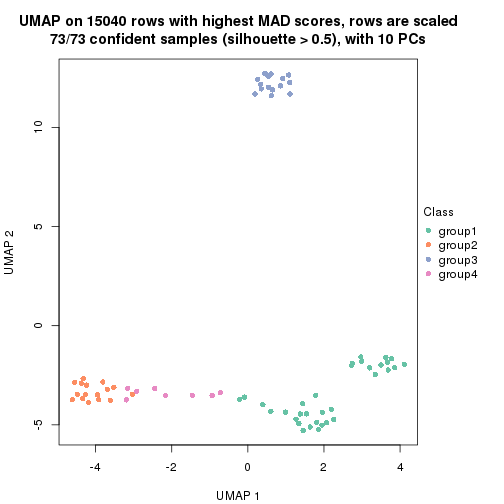 UMAP on 15040 rows with highest MAD scores, rows are scaled
73/73 confident samples (silhouette > 0.5), with 10 PCs
10
5
0
-5
UMAP 2
-4
-2
0
2
4
UMAP 1
Class
group1
group2
group3
group4